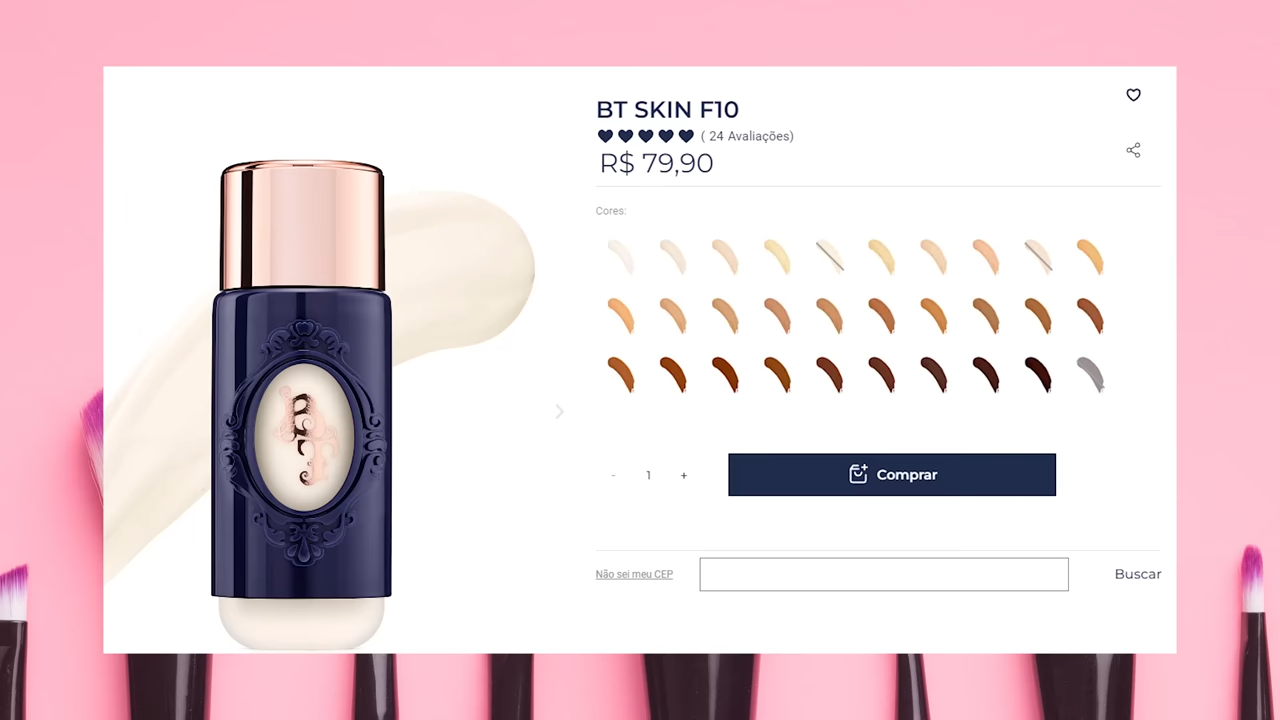 BT SKIN F10
( 24 Avaliações)
R$ 79,90
Cores:
- 1 +
Comprar
Não sei meu CEP
Buscar